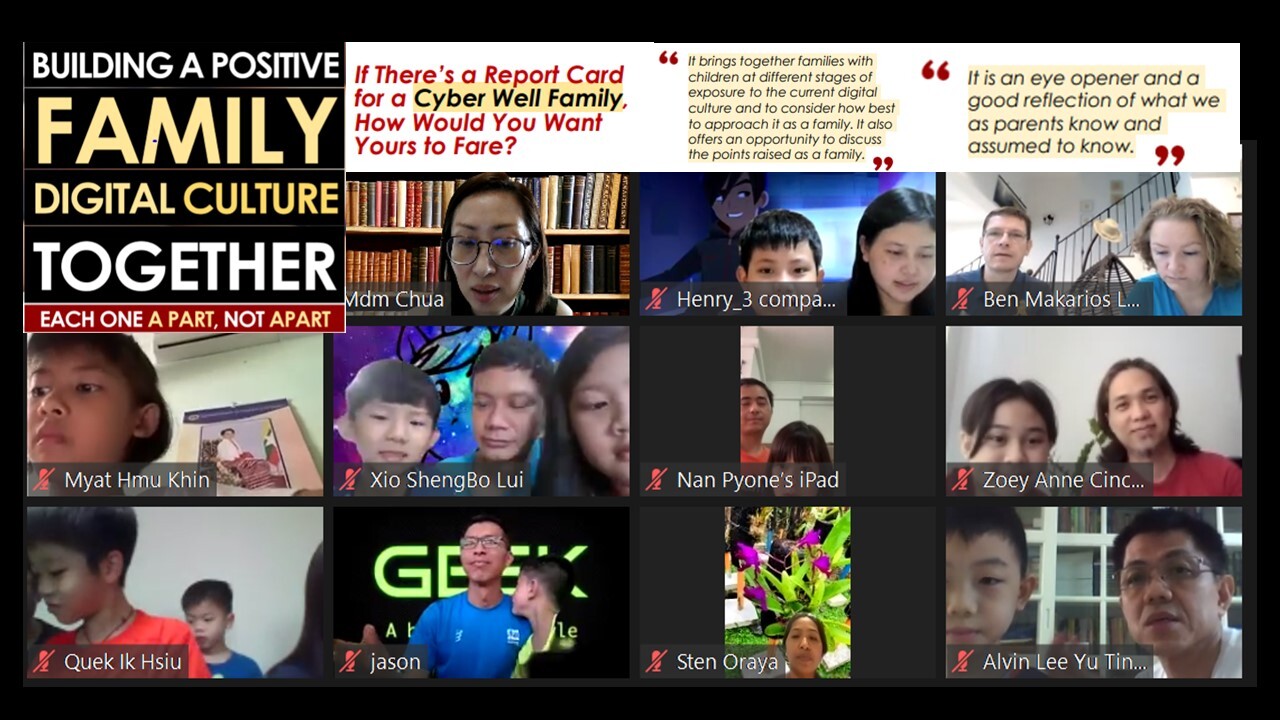 BUILDING A POSITIVE
FAMILY
DIGITAL CULTURE
TOGETHER
EACH ONE A PART, NOT APART
If There's a Report Card
for a Cyber Well Family,
How Would You Want
Yours to Fare?
“ It brings together families with
children at different stages of
exposure to the current digital
culture and to consider how best
to approach it as a family. It also
offers an opportunity to discuss
the points raised as a family. ”
“ It is an eye opener and a
good reflection of what we
as parents know and
assumed to know. ”
Mdm Chua
Henry_3 compa...
Ben Makarios L...
Myat Hmu Khin
Xio ShengBo Lui
Nan Pyone's iPad
Zoey Anne Cinc...
Quek Ik Hsiu
GEEK
jason
Sten Oraya
Alvin Lee Yu Tin...